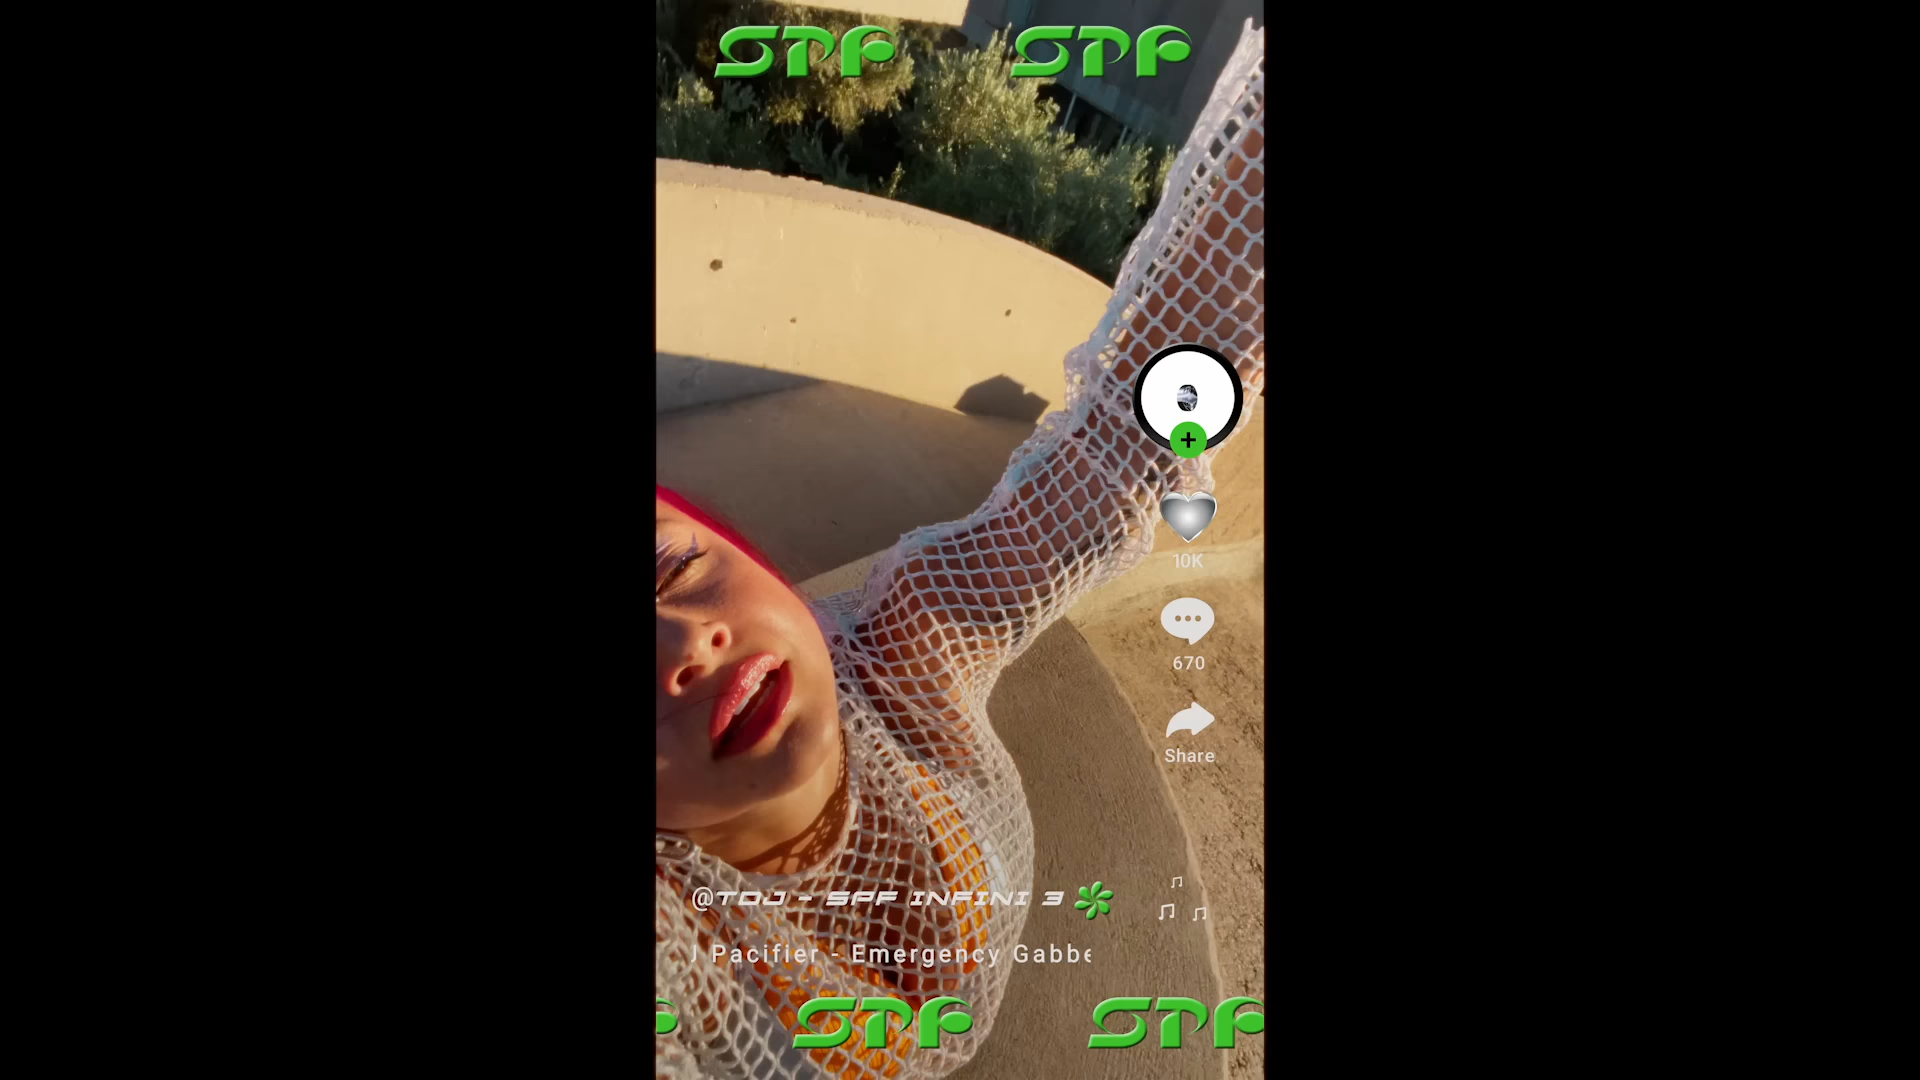 SPF SPF
+
10K
670
Share
@TDJ - SPF INFINI 3
Pacifier - Emergency Gabbe
SPF SPF